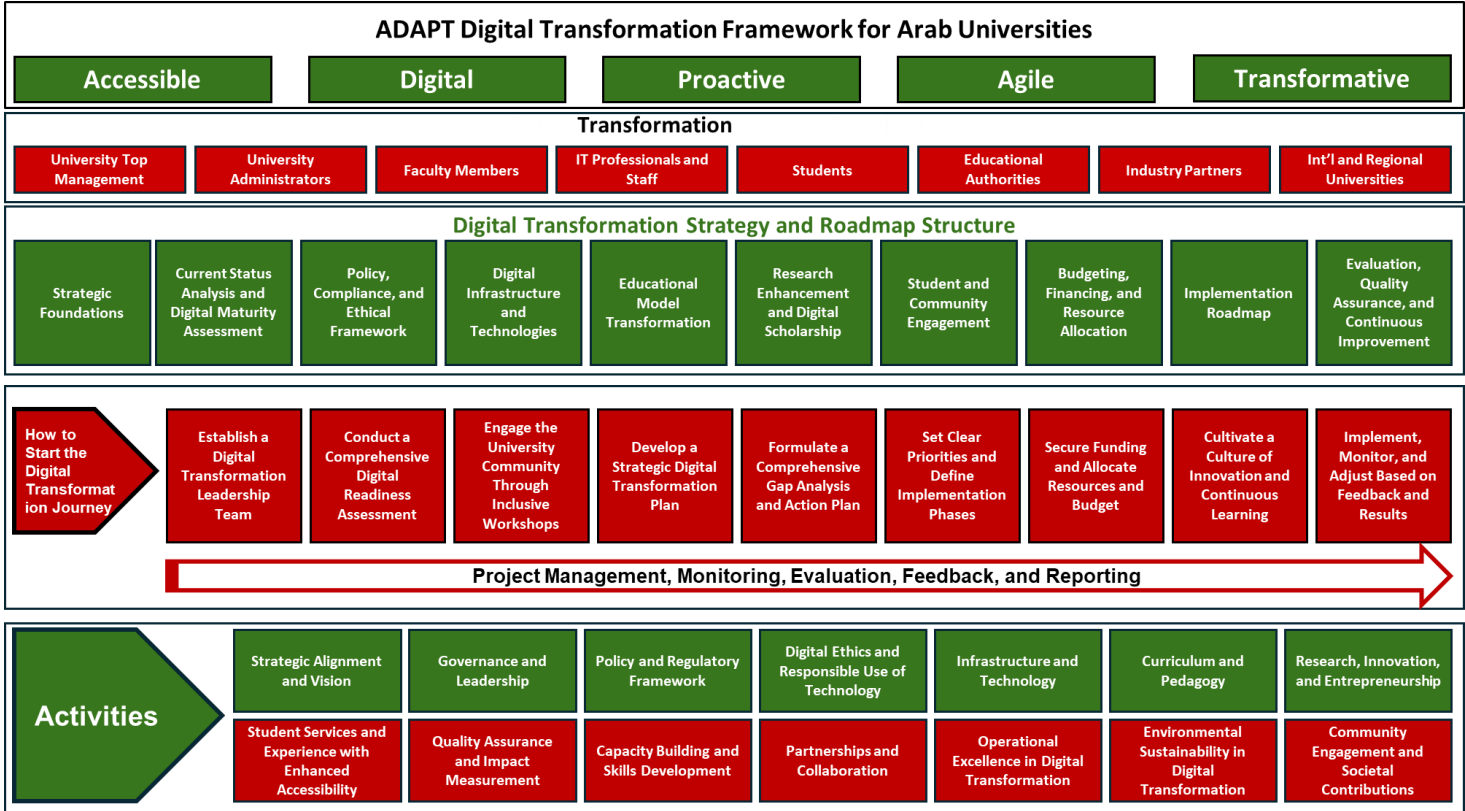 ADAPT Digital Transformation Framework for Arab Universities
Accessible
Digital
Proactive
Agile
Transformative
Transformation
University Top
Management
University
Administrators
Faculty Members
IT Professionals and
Staff
Students
Educational
Authorities
Industry Partners
Int'l and Regional
Universities
Digital Transformation Strategy and Roadmap Structure
Strategic
Foundations
Current Status
Analysis and
Digital Maturity
Assessment
Policy,
Compliance, and
Ethical
Framework
Digital
Infrastructure
and
Technologies
Educational
Model
Transformation
Research
Enhancement
and Digital
Scholarship
Student and
Community
Engagement
Budgeting,
Financing, and
Resource
Allocation
Implementation
Roadmap
Evaluation,
Quality
Assurance, and
Continuous
Improvement
How to
Start the
Digital
Transformat
ion Journey
Establish a
Digital
Transformation
Leadership
Team
Conduct a
Comprehensive
Digital
Readiness
Assessment
Engage the
University
Community
Through
Inclusive
Workshops
Develop a
Strategic Digital
Transformation
Plan
Formulate a
Comprehensive
Gap Analysis
and Action Plan
Set Clear
Priorities and
Define
Implementation
Phases
Secure Funding
and Allocate
Resources and
Budget
Cultivate a
Culture of
Innovation and
Continuous
Learning
Implement,
Monitor, and
Adjust Based on
Feedback and
Results
Project Management, Monitoring, Evaluation, Feedback, and Reporting
Activities
Strategic Alignment
and Vision
Governance and
Leadership
Policy and Regulatory
Framework
Digital Ethics and
Responsible Use of
Technology
Infrastructure and
Technology
Curriculum and
Pedagogy
Research, Innovation,
and Entrepreneurship
Student Services and
Experience with
Enhanced
Accessibility
Quality Assurance
and Impact
Measurement
Capacity Building and
Skills Development
Partnerships and
Collaboration
Operational
Excellence in Digital
Transformation
Environmental
Sustainability in
Digital
Transformation
Community
Engagement and
Societal
Contributions